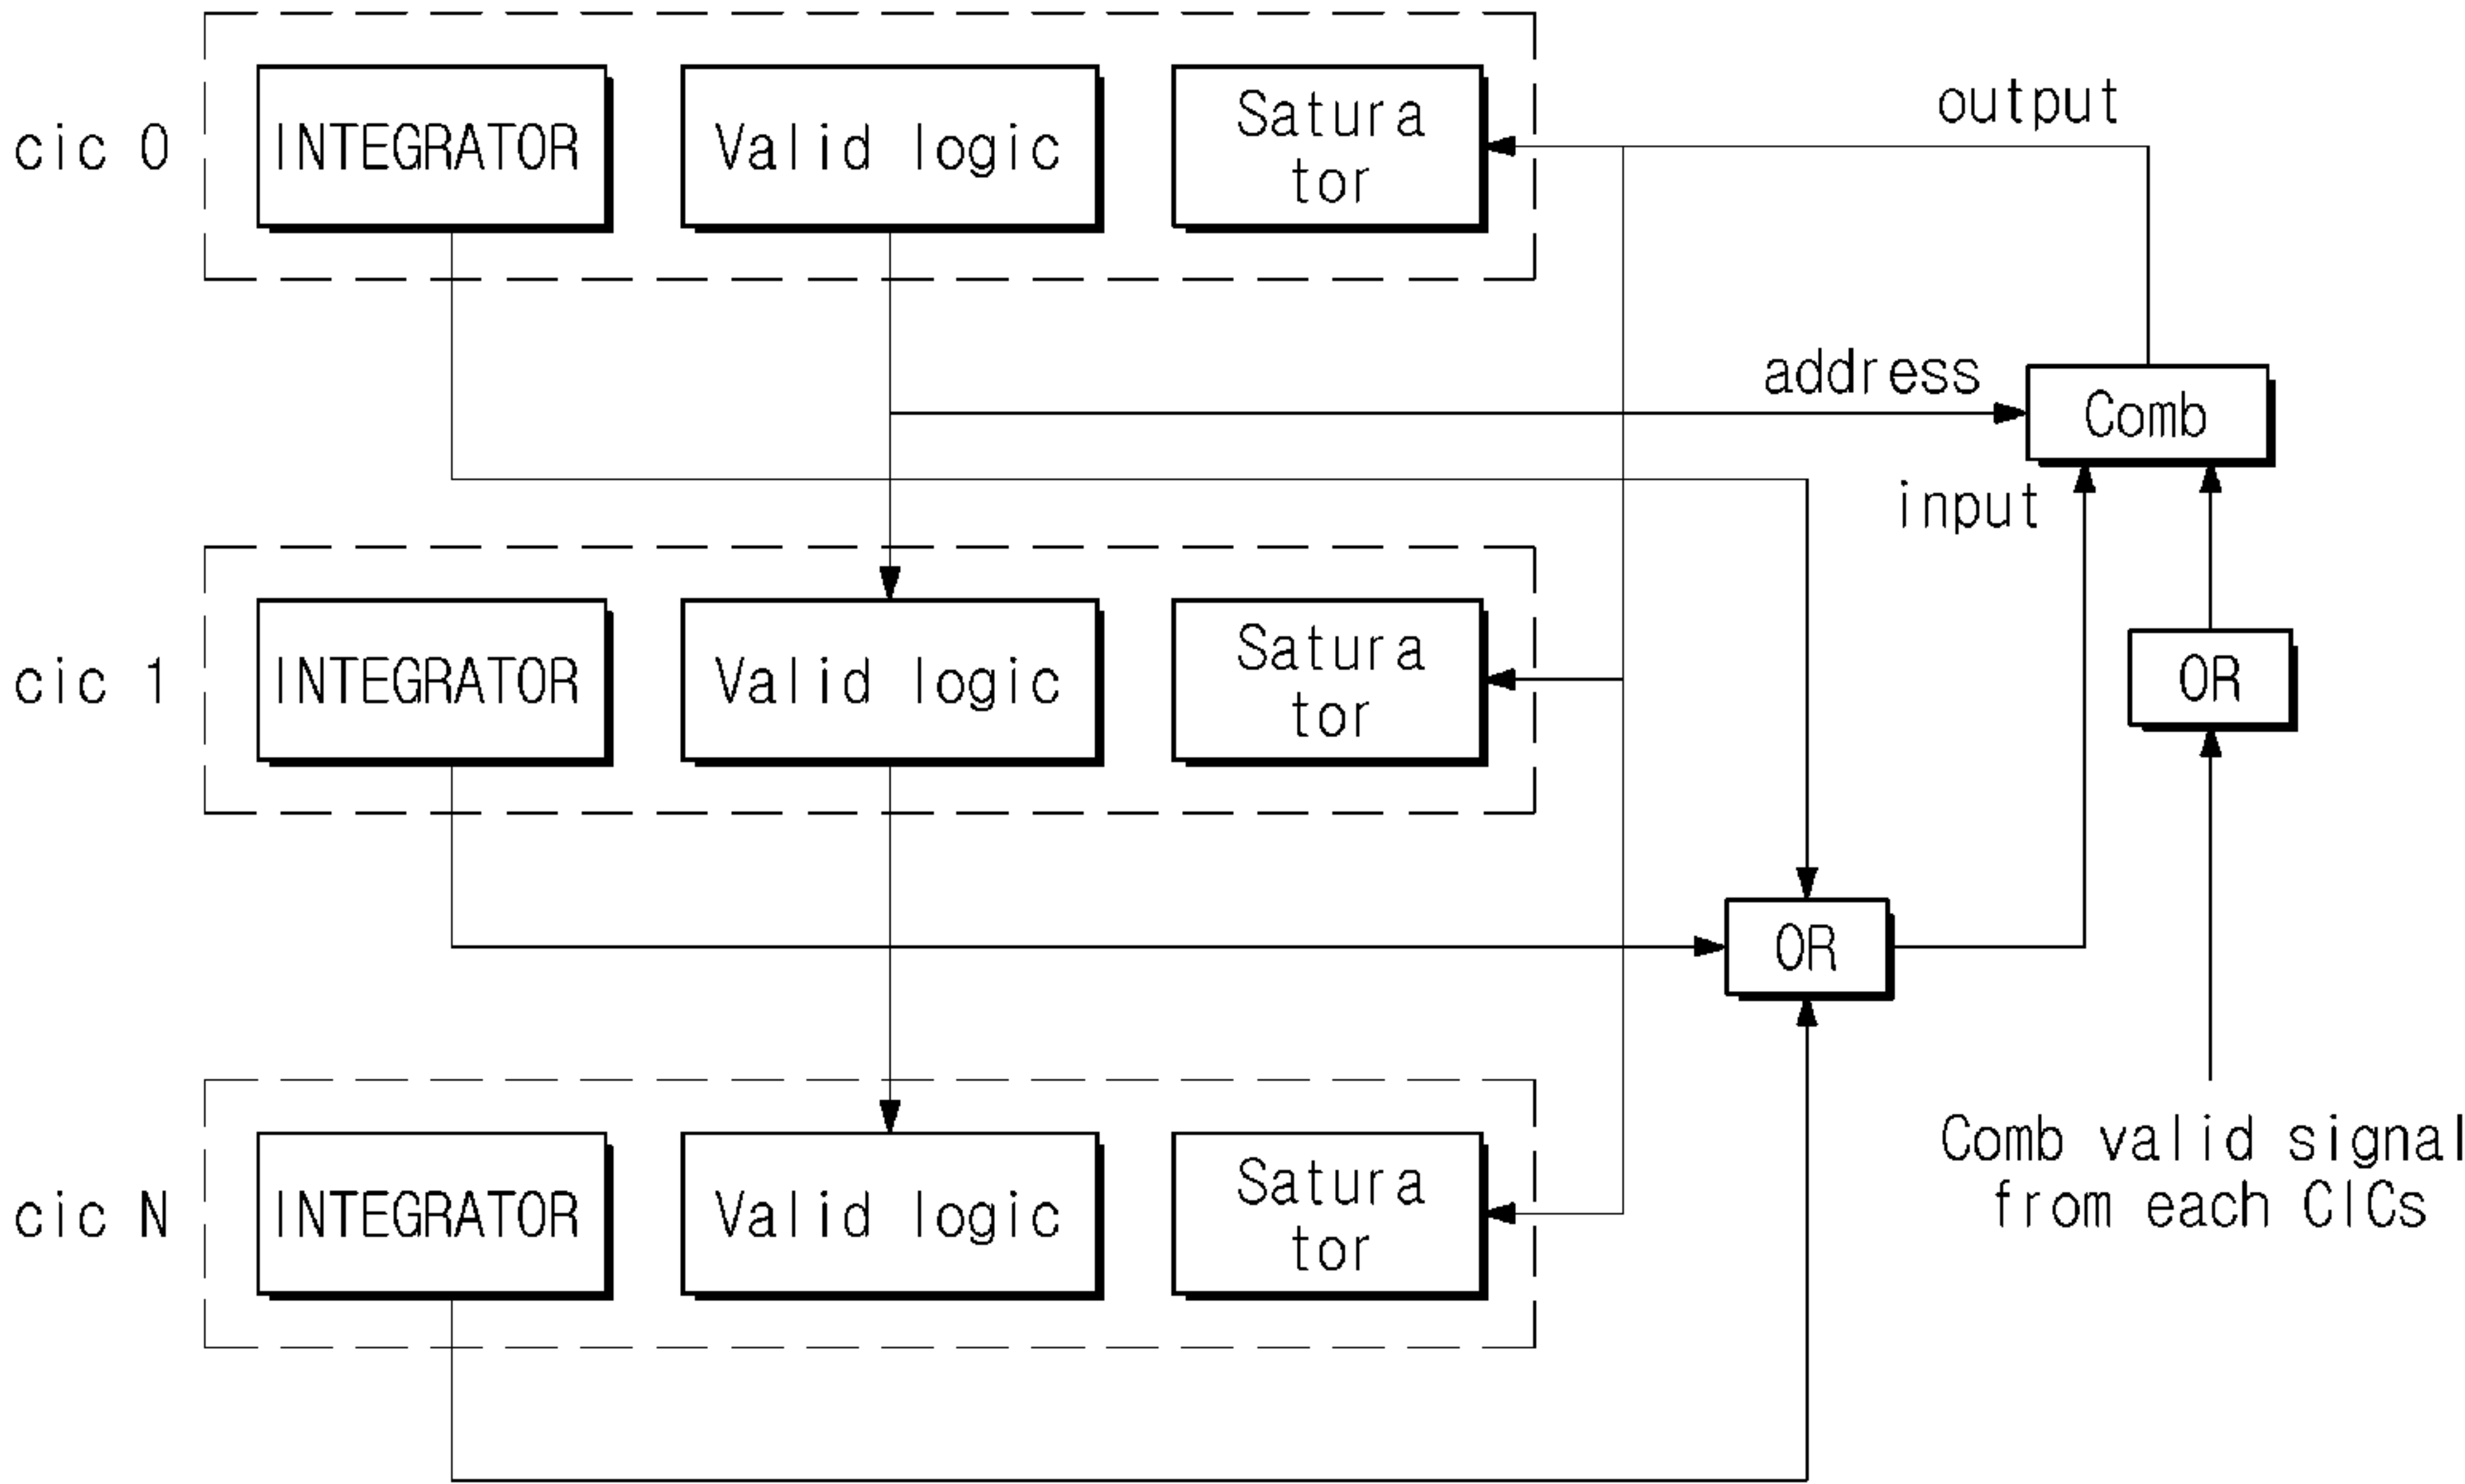 cic 0
INTEGRATOR
Valid logic
Satura
tor
output
address
Comb
input
cic 1
INTEGRATOR
Valid logic
Satura
tor
OR
OR
cic N
INTEGRATOR
Valid logic
Satura
tor
Comb valid signal
from each CICs